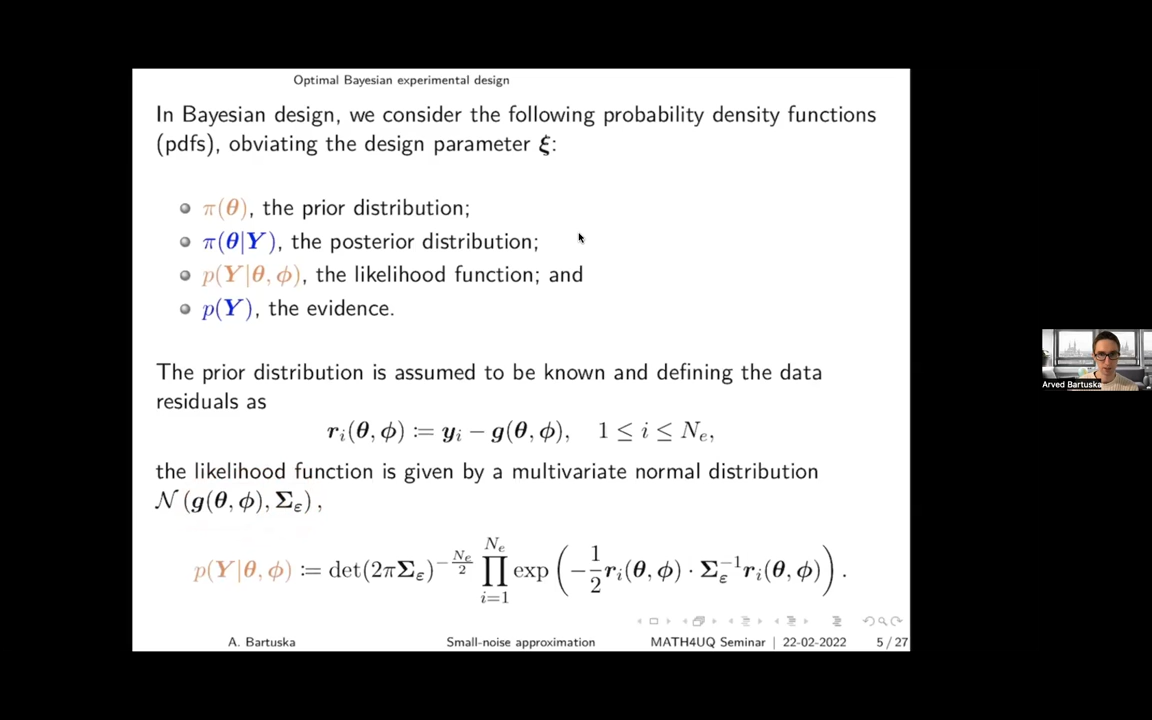 Optimal Bayesian experimental design
In Bayesian design, we consider the following probability density functions
(pdfs), obviating the design parameter ξ:
π(θ), the prior distribution;
π(θ|Y), the posterior distribution;
p(Y|θ, ϕ), the likelihood function; and
p(Y), the evidence.
The prior distribution is assumed to be known and defining the data
residuals as
r_i(θ, ϕ) := y_i − g(θ, ϕ), 1 ≤ i ≤ N_e,
the likelihood function is given by a multivariate normal distribution
𝒩 (g(θ, ϕ), Σ_ε),
p(Y|θ, ϕ) := det(2πΣ_ε)^{−N_e/2} ∏_{i=1}^{N_e} exp(−1/2 r_i(θ, ϕ) · Σ_ε^{−1} r_i(θ, ϕ)).
A. Bartuska Small-noise approximation MATH4UQ Seminar | 22-02-2022 5 / 27
Arved Bartuska